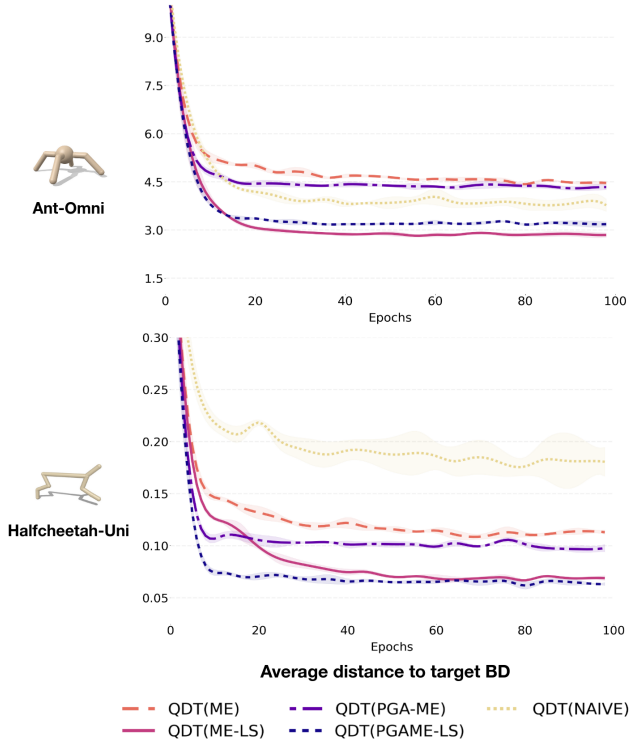 9.0
7.5
6.0
4.5
3.0
1.5
0 20 40 60 80 100
Epochs
Ant-Omni
0.30
0.25
0.20
0.15
0.10
0.05
0 20 40 60 80 100
Epochs
Halfcheetah-Uni
Average distance to target BD
QDT(ME) QDT(PGA-ME) QDT(NAIVE)
QDT(ME-LS) QDT(PGAME-LS)